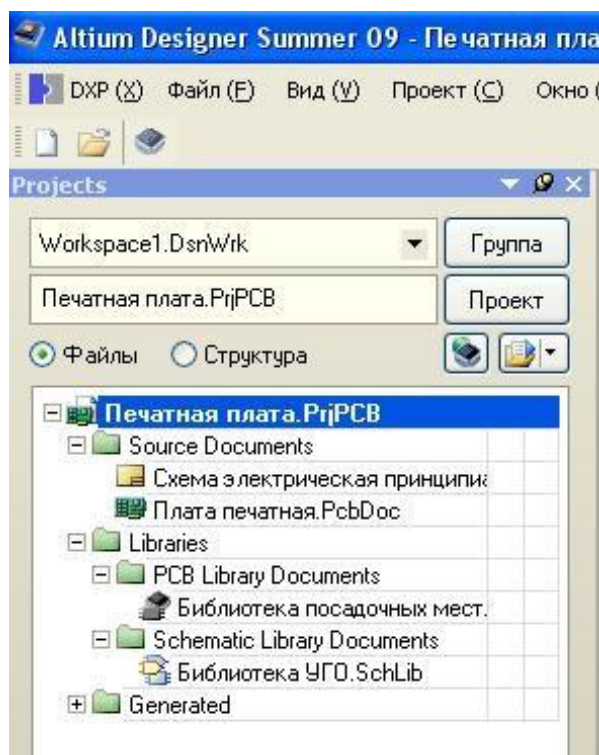 Altium Designer Summer 09 - Печатная пла
DXP (X) Файл (F) Вид (V) Проект (C) Окно (
Projects
Workspace1.DsnWrk Группа
Печатная плата.PrjPCB Проект
Файлы Структура
Печатная плата.PrjPCB
Source Documents
Схема электрическая принципиа
Плата печатная.PcbDoc
Libraries
PCB Library Documents
Библиотека посадочных мест.
Schematic Library Documents
Библиотека УГО.SchLib
Generated